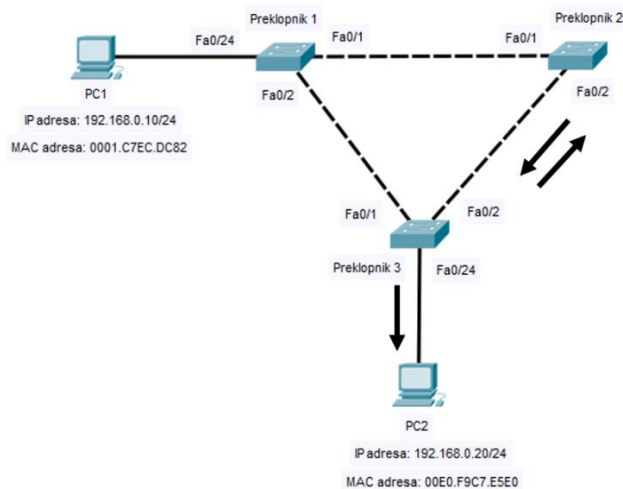 Preklopnik 1
Preklopnik 2
Fa0/24
Fa0/1
Fa0/1
PC1
Fa0/2
Fa0/2
IP adresa: 192.168.0.10/24
MAC adresa: 0001.C7EC.DC82
Fa0/1
Fa0/2
Preklopnik 3
Fa0/24
PC2
IP adresa: 192.168.0.20/24
MAC adresa: 00E0.F9C7.E5E0